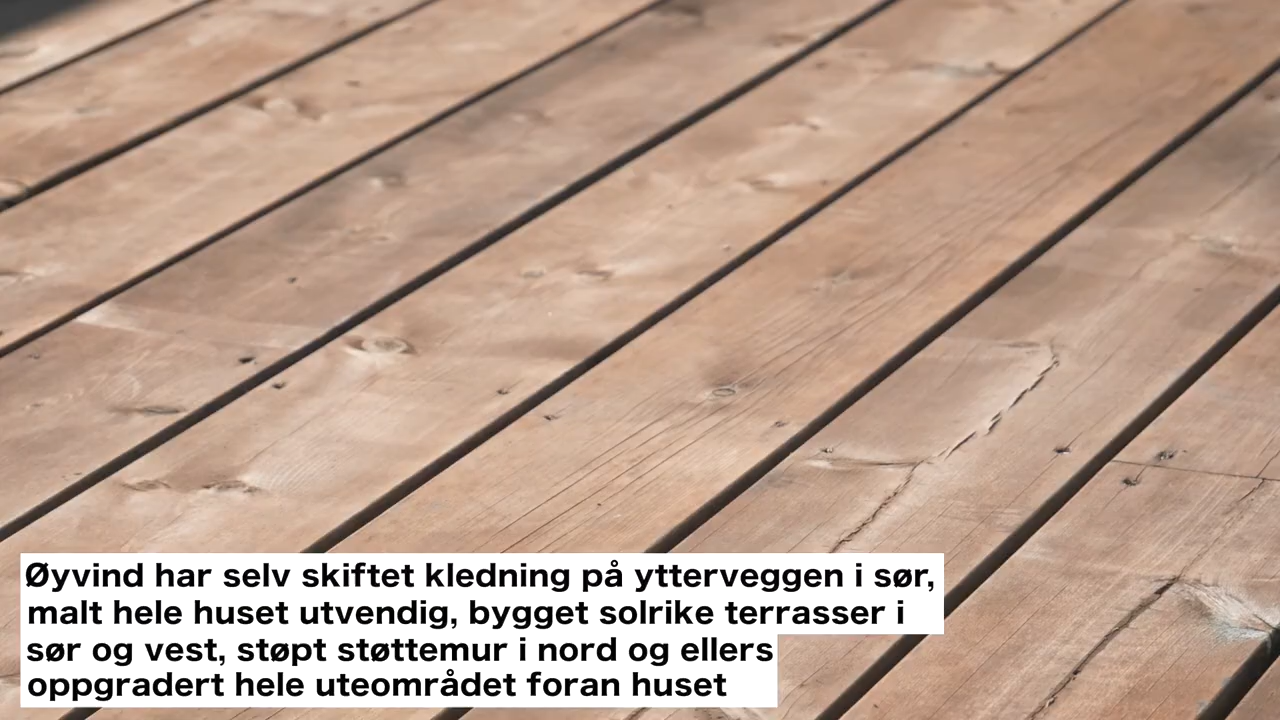 Øyvind har selv skiftet kledning på ytterveggen i sør,
malt hele huset utvendig, bygget solrike terrasser i
sør og vest, støpt støttemur i nord og ellers
oppgradert hele uteområdet foran huset